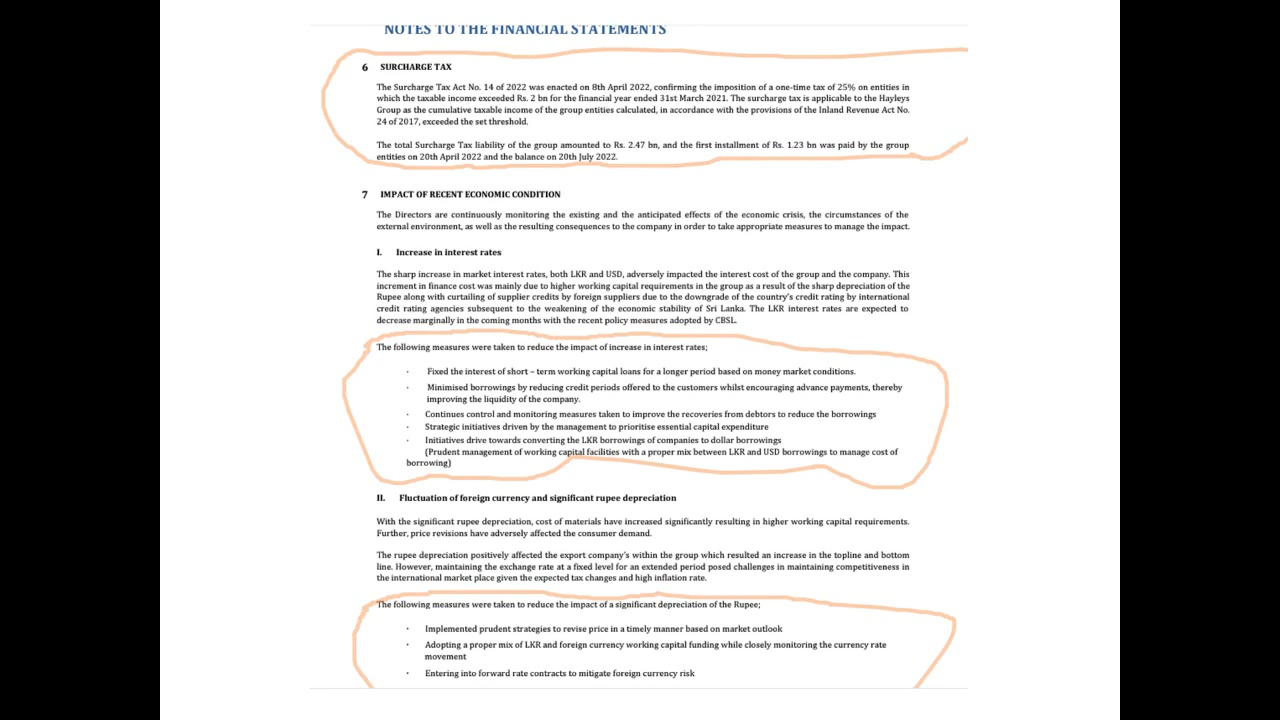 NOTES TO THE FINANCIAL STATEMENTS
6 SURCHARGE TAX
The Surcharge Tax Act No. 14 of 2022 was enacted on 8th April 2022, confirming the imposition of a one-time tax of 25% on entities in
which the taxable income exceeded Rs. 2 bn for the financial year ended 31st March 2021. The surcharge tax is applicable to the Hayleys
Group as the cumulative taxable income of the group entities calculated, in accordance with the provisions of the Inland Revenue Act No.
24 of 2017, exceeded the set threshold.
The total Surcharge Tax liability of the group amounted to Rs. 2.47 bn, and the first installment of Rs. 1.23 bn was paid by the group
entities on 20th April 2022 and the balance on 20th July 2022.
7 IMPACT OF RECENT ECONOMIC CONDITION
The Directors are continuously monitoring the existing and the anticipated effects of the economic crisis, the circumstances of the
external environment, as well as the resulting consequences to the company in order to take appropriate measures to manage the impact.
I. Increase in interest rates
The sharp increase in market interest rates, both LKR and USD, adversely impacted the interest cost of the group and the company. This
increment in finance cost was mainly due to higher working capital requirements in the group as a result of the sharp depreciation of the
Rupee along with curtailing of supplier credits by foreign suppliers due to the downgrade of the country's credit rating by international
credit rating agencies subsequent to the weakening of the economic stability of Sri Lanka. The LKR interest rates are expected to
decrease marginally in the coming months with the recent policy measures adopted by CBSL.
The following measures were taken to reduce the impact of increase in interest rates;
· Fixed the interest of short – term working capital loans for a longer period based on money market conditions.
· Minimised borrowings by reducing credit periods offered to the customers whilst encouraging advance payments, thereby
improving the liquidity of the company.
· Continues control and monitoring measures taken to improve the recoveries from debtors to reduce the borrowings
· Strategic initiatives driven by the management to prioritise essential capital expenditure
· Initiatives drive towards converting the LKR borrowings of companies to dollar borrowings
(Prudent management of working capital facilities with a proper mix between LKR and USD borrowings to manage cost of
borrowing)
II. Fluctuation of foreign currency and significant rupee depreciation
With the significant rupee depreciation, cost of materials have increased significantly resulting in higher working capital requirements.
Further, price revisions have adversely affected the consumer demand.
The rupee depreciation positively affected the export company's within the group which resulted an increase in the topline and bottom
line. However, maintaining the exchange rate at a fixed level for an extended period posed challenges in maintaining competitiveness in
the international market place given the expected tax changes and high inflation rate.
The following measures were taken to reduce the impact of a significant depreciation of the Rupee;
· Implemented prudent strategies to revise price in a timely manner based on market outlook
· Adopting a proper mix of LKR and foreign currency working capital funding while closely monitoring the currency rate
movement
· Entering into forward rate contracts to mitigate foreign currency risk